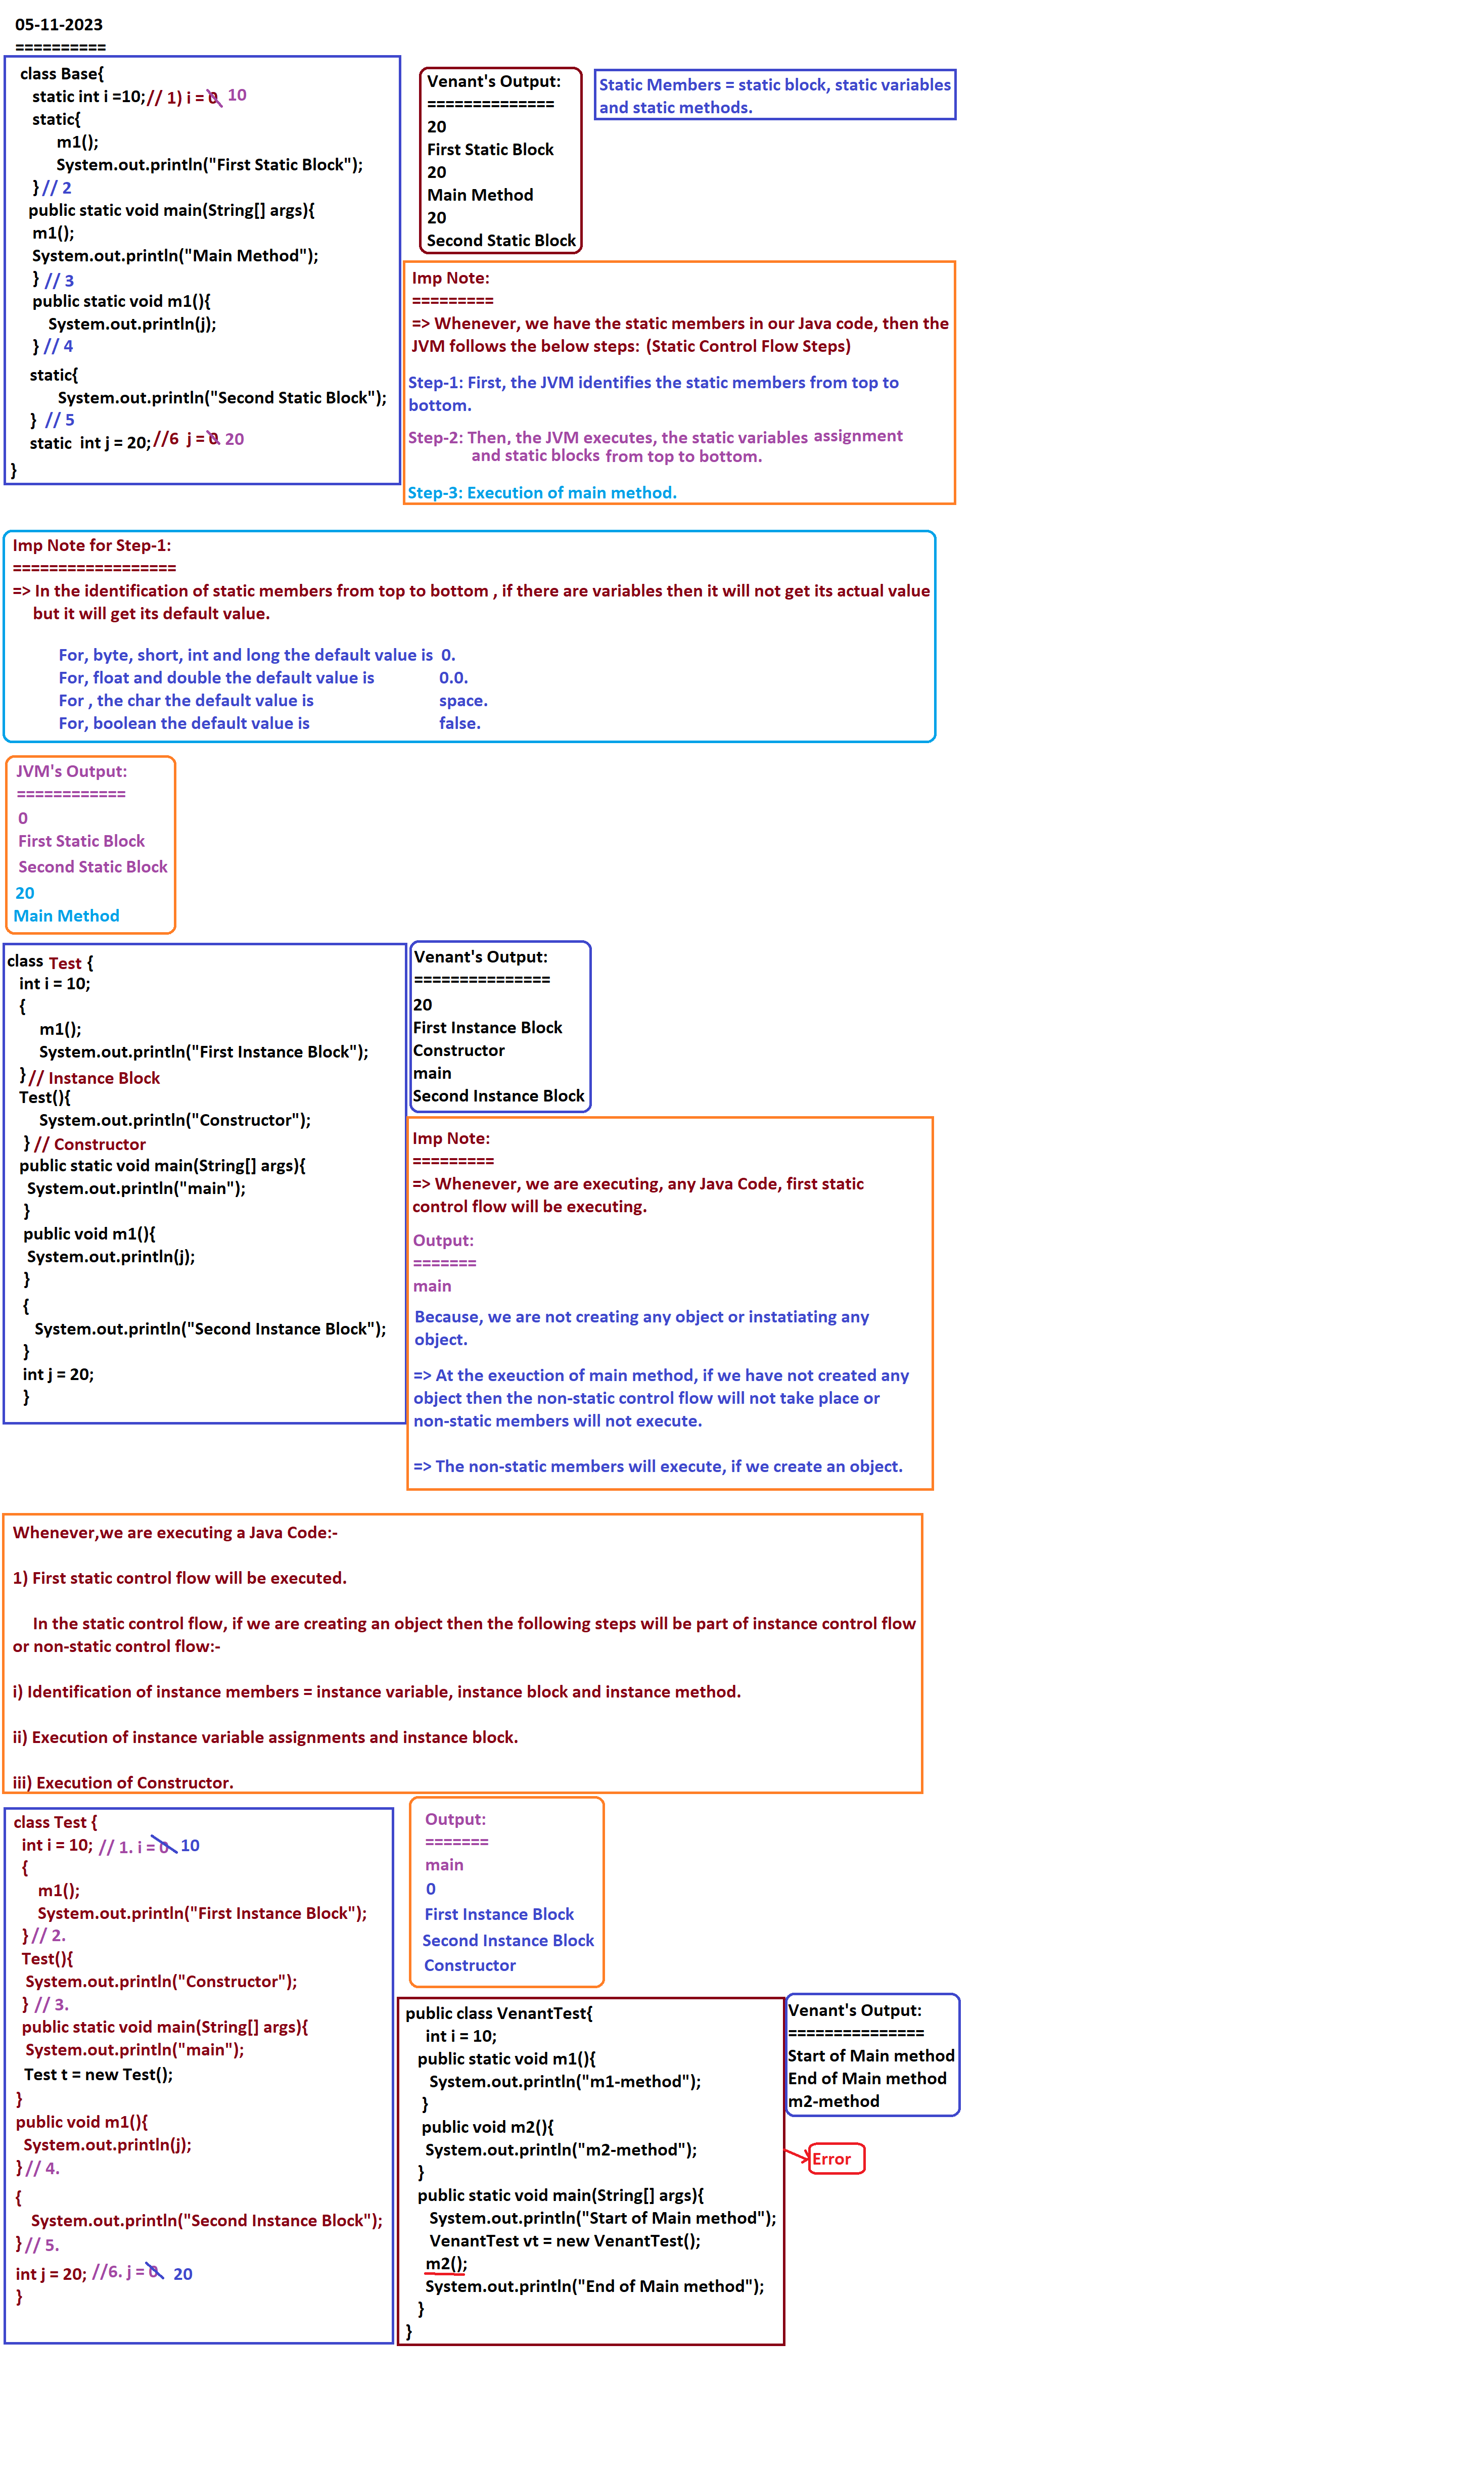 05-11-2023
==========
class Base{
static int i =10;// 1) i = 0 10
static{
m1();
System.out.println("First Static Block");
} // 2
public static void main(String[] args){
m1();
System.out.println("Main Method");
} // 3
public static void m1(){
System.out.println(j);
} // 4
static{
System.out.println("Second Static Block");
} // 5
static int j = 20; //6 j = 0 20
}
Venant's Output:
==============
20
First Static Block
20
Main Method
20
Second Static Block
Static Members = static block, static variables
and static methods.
Imp Note:
=========
=> Whenever, we have the static members in our Java code, then the
JVM follows the below steps: (Static Control Flow Steps)
Step-1: First, the JVM identifies the static members from top to
bottom.
Step-2: Then, the JVM executes, the static variables assignment
and static blocks from top to bottom.
Step-3: Execution of main method.
Imp Note for Step-1:
==================
=> In the identification of static members from top to bottom , if there are variables then it will not get its actual value
but it will get its default value.
For, byte, short, int and long the default value is 0.
For, float and double the default value is 0.0.
For , the char the default value is space.
For, boolean the default value is false.
JVM's Output:
============
0
First Static Block
Second Static Block
20
Main Method
class Test {
int i = 10;
{
m1();
System.out.println("First Instance Block");
} // Instance Block
Test(){
System.out.println("Constructor");
} // Constructor
public static void main(String[] args){
System.out.println("main");
}
public void m1(){
System.out.println(j);
}
{
System.out.println("Second Instance Block");
}
int j = 20;
}
Venant's Output:
===============
20
First Instance Block
Constructor
main
Second Instance Block
Imp Note:
=========
=> Whenever, we are executing, any Java Code, first static
control flow will be executing.
Output:
=======
main
Because, we are not creating any object or instatiating any
object.
=> At the exeuction of main method, if we have not created any
object then the non-static control flow will not take place or
non-static members will not execute.
=> The non-static members will execute, if we create an object.
Whenever,we are executing a Java Code:-
1) First static control flow will be executed.
In the static control flow, if we are creating an object then the following steps will be part of instance control flow
or non-static control flow:-
i) Identification of instance members = instance variable, instance block and instance method.
ii) Execution of instance variable assignments and instance block.
iii) Execution of Constructor.
class Test {
int i = 10; // 1. i = 0 10
{
m1();
System.out.println("First Instance Block");
} // 2.
Test(){
System.out.println("Constructor");
} // 3.
public static void main(String[] args){
System.out.println("main");
Test t = new Test();
}
public void m1(){
System.out.println(j);
} // 4.
{
System.out.println("Second Instance Block");
} // 5.
int j = 20; //6. j = 0 20
}
Output:
=======
main
0
First Instance Block
Second Instance Block
Constructor
public class VenantTest{
int i = 10;
public static void m1(){
System.out.println("m1-method");
}
public void m2(){
System.out.println("m2-method");
}
public static void main(String[] args){
System.out.println("Start of Main method");
VenantTest vt = new VenantTest();
m2();
System.out.println("End of Main method");
}
}
Venant's Output:
===============
Start of Main method
End of Main method
m2-method
Error